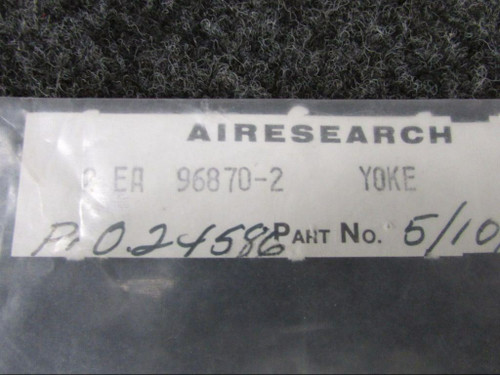 AIRESEARCH
EA 96870-2 YOKE
P.O. 24586 PART No. 5/10